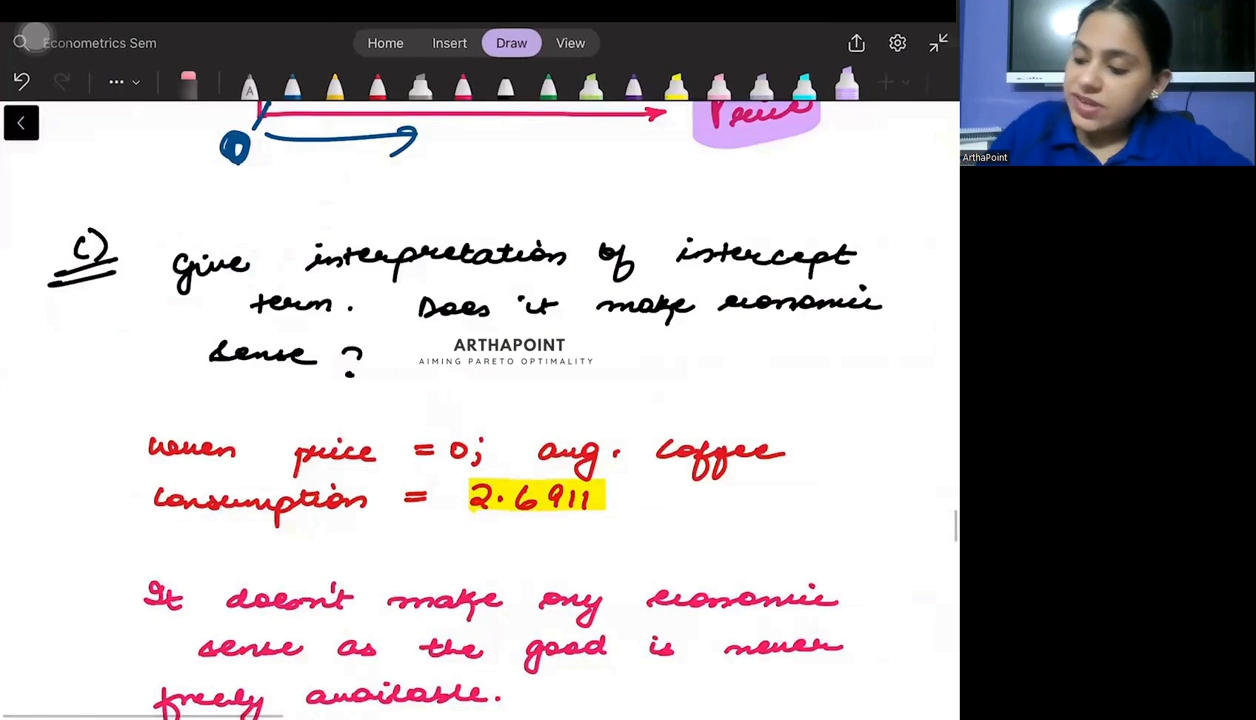 Econometrics Sem
Home Insert Draw View
A
Price
0
ArthaPoint
c) Give interpretation of intercept
term. Does it make economic
sense?
ARTHAPOINT
AIMING PARETO OPTIMALITY
when price = 0; avg. coffee
consumption = 2.6911
It doesn't make any economic
sense as the good is never
freely available.